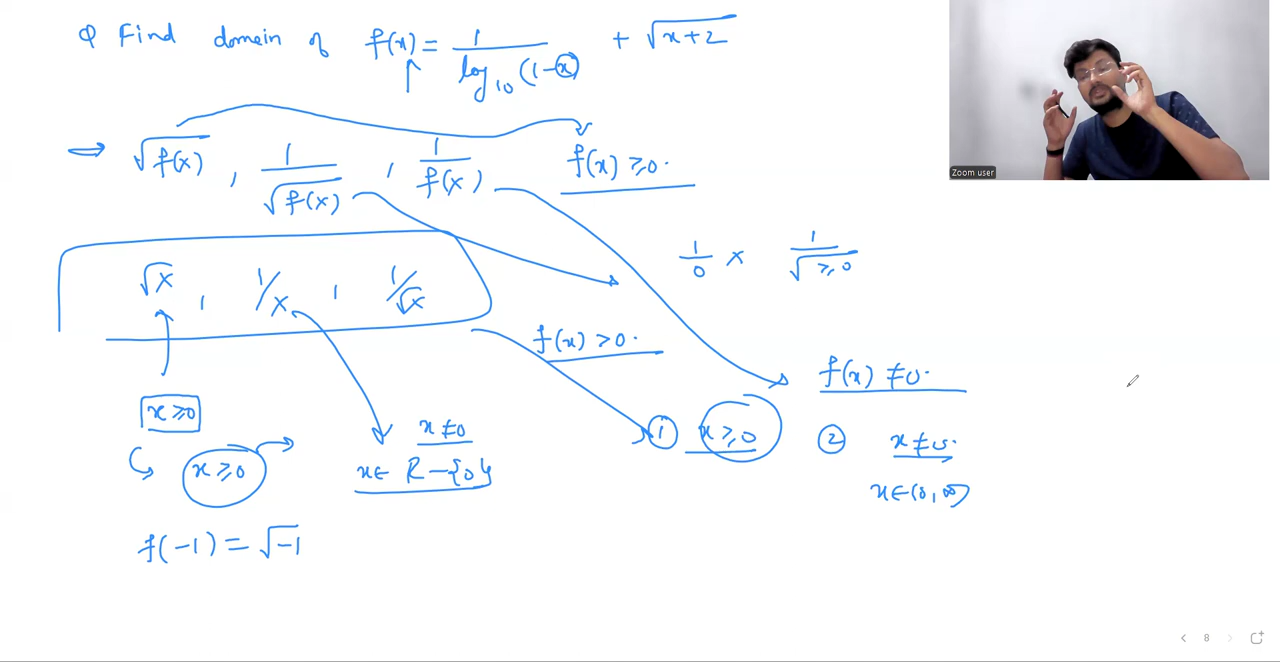 Q Find domain of f(x) = 1/log₁₀(1-x) + √x+2
⇒ √f(x) , 1/√f(x) , 1/f(x)
f(x) ≥0.
1/0 × 1/√≥0
√x , 1/x , 1/√x
f(x) >0.
f(x) ≠0.
x ≥0
x ≠0
① x ≥0
② x ≠0.
x ≥0
x ∈ R-{0}
x ∈ (0, ∞)
f(-1) = √-1
Zoom user
8